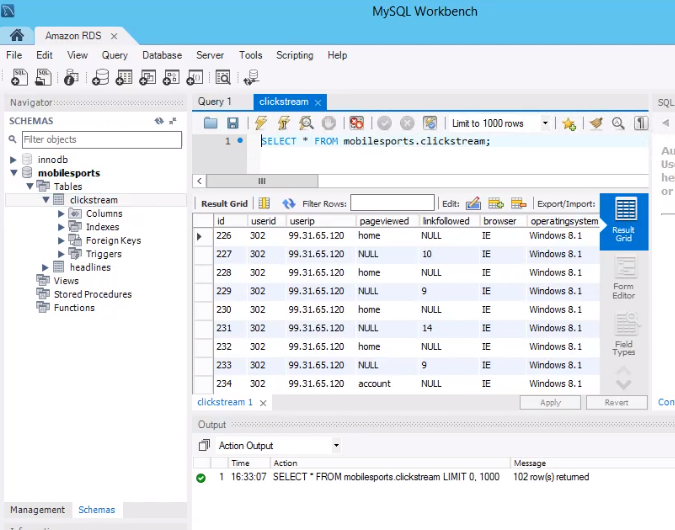 MySQL Workbench
Amazon RDS
File Edit View Query Database Server Tools Scripting Help
Navigator
SCHEMAS
Filter objects
innodb
mobilesports
Tables
clickstream
Columns
Indexes
Foreign Keys
Triggers
headlines
Views
Stored Procedures
Functions
Management Schemas
Query 1 clickstream
Limit to 1000 rows
1 SELECT * FROM mobilesports.clickstream;
Result Grid Filter Rows: Edit: Export/Import:
id userid userip pageviewed linkfollowed browser operatingsystem
226 302 99.31.65.120 home NULL IE Windows 8.1
227 302 99.31.65.120 NULL 10 IE Windows 8.1
228 302 99.31.65.120 home NULL IE Windows 8.1
229 302 99.31.65.120 NULL 9 IE Windows 8.1
230 302 99.31.65.120 home NULL IE Windows 8.1
231 302 99.31.65.120 NULL 14 IE Windows 8.1
232 302 99.31.65.120 home NULL IE Windows 8.1
233 302 99.31.65.120 NULL 9 IE Windows 8.1
234 302 99.31.65.120 account NULL IE Windows 8.1
Result
Grid
Form
Editor
Field
Types
clickstream 1 Apply Revert
Output
Action Output
Time Action Message
1 16:33:07 SELECT * FROM mobilesports.clickstream LIMIT 0, 1000 102 row(s) returned
SQL
Au
Use
he
or
Con